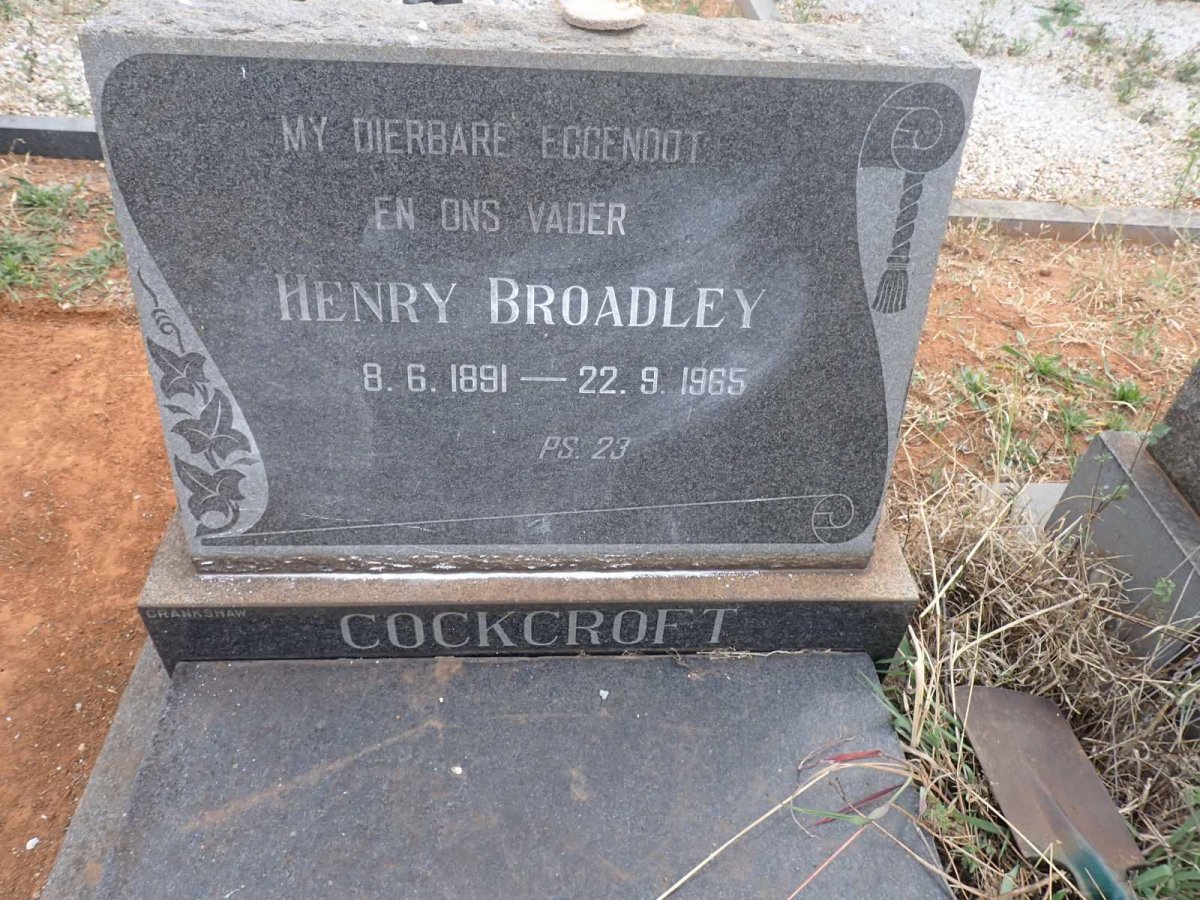 MY DIERBARE EGGENOOT
EN ONS VADER
HENRY BROADLEY
8. 6. 1891 — 22. 9. 1965
PS. 23
CRANKSHAW
COCKCROFT